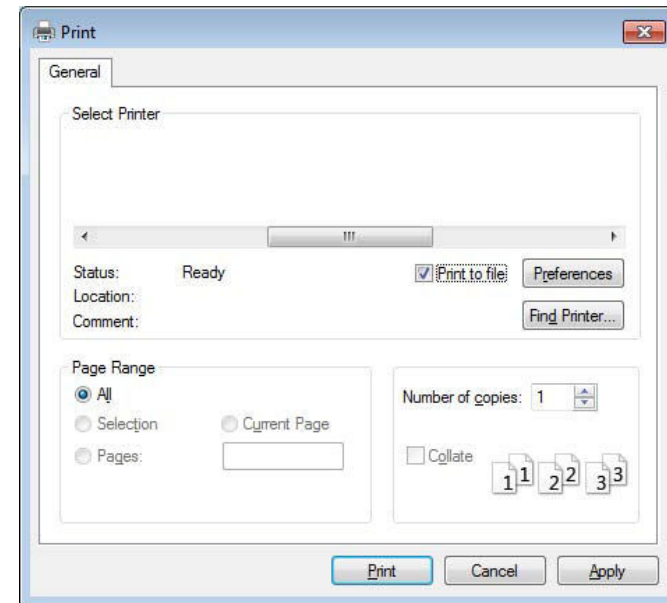 Print
General
Select Printer
Status: Ready
Print to file
Preferences
Location:
Comment:
Find Printer...
Page Range
All
Selection
Current Page
Pages:
Number of copies: 1
Collate
1 1 2 2 3 3
Print Cancel Apply